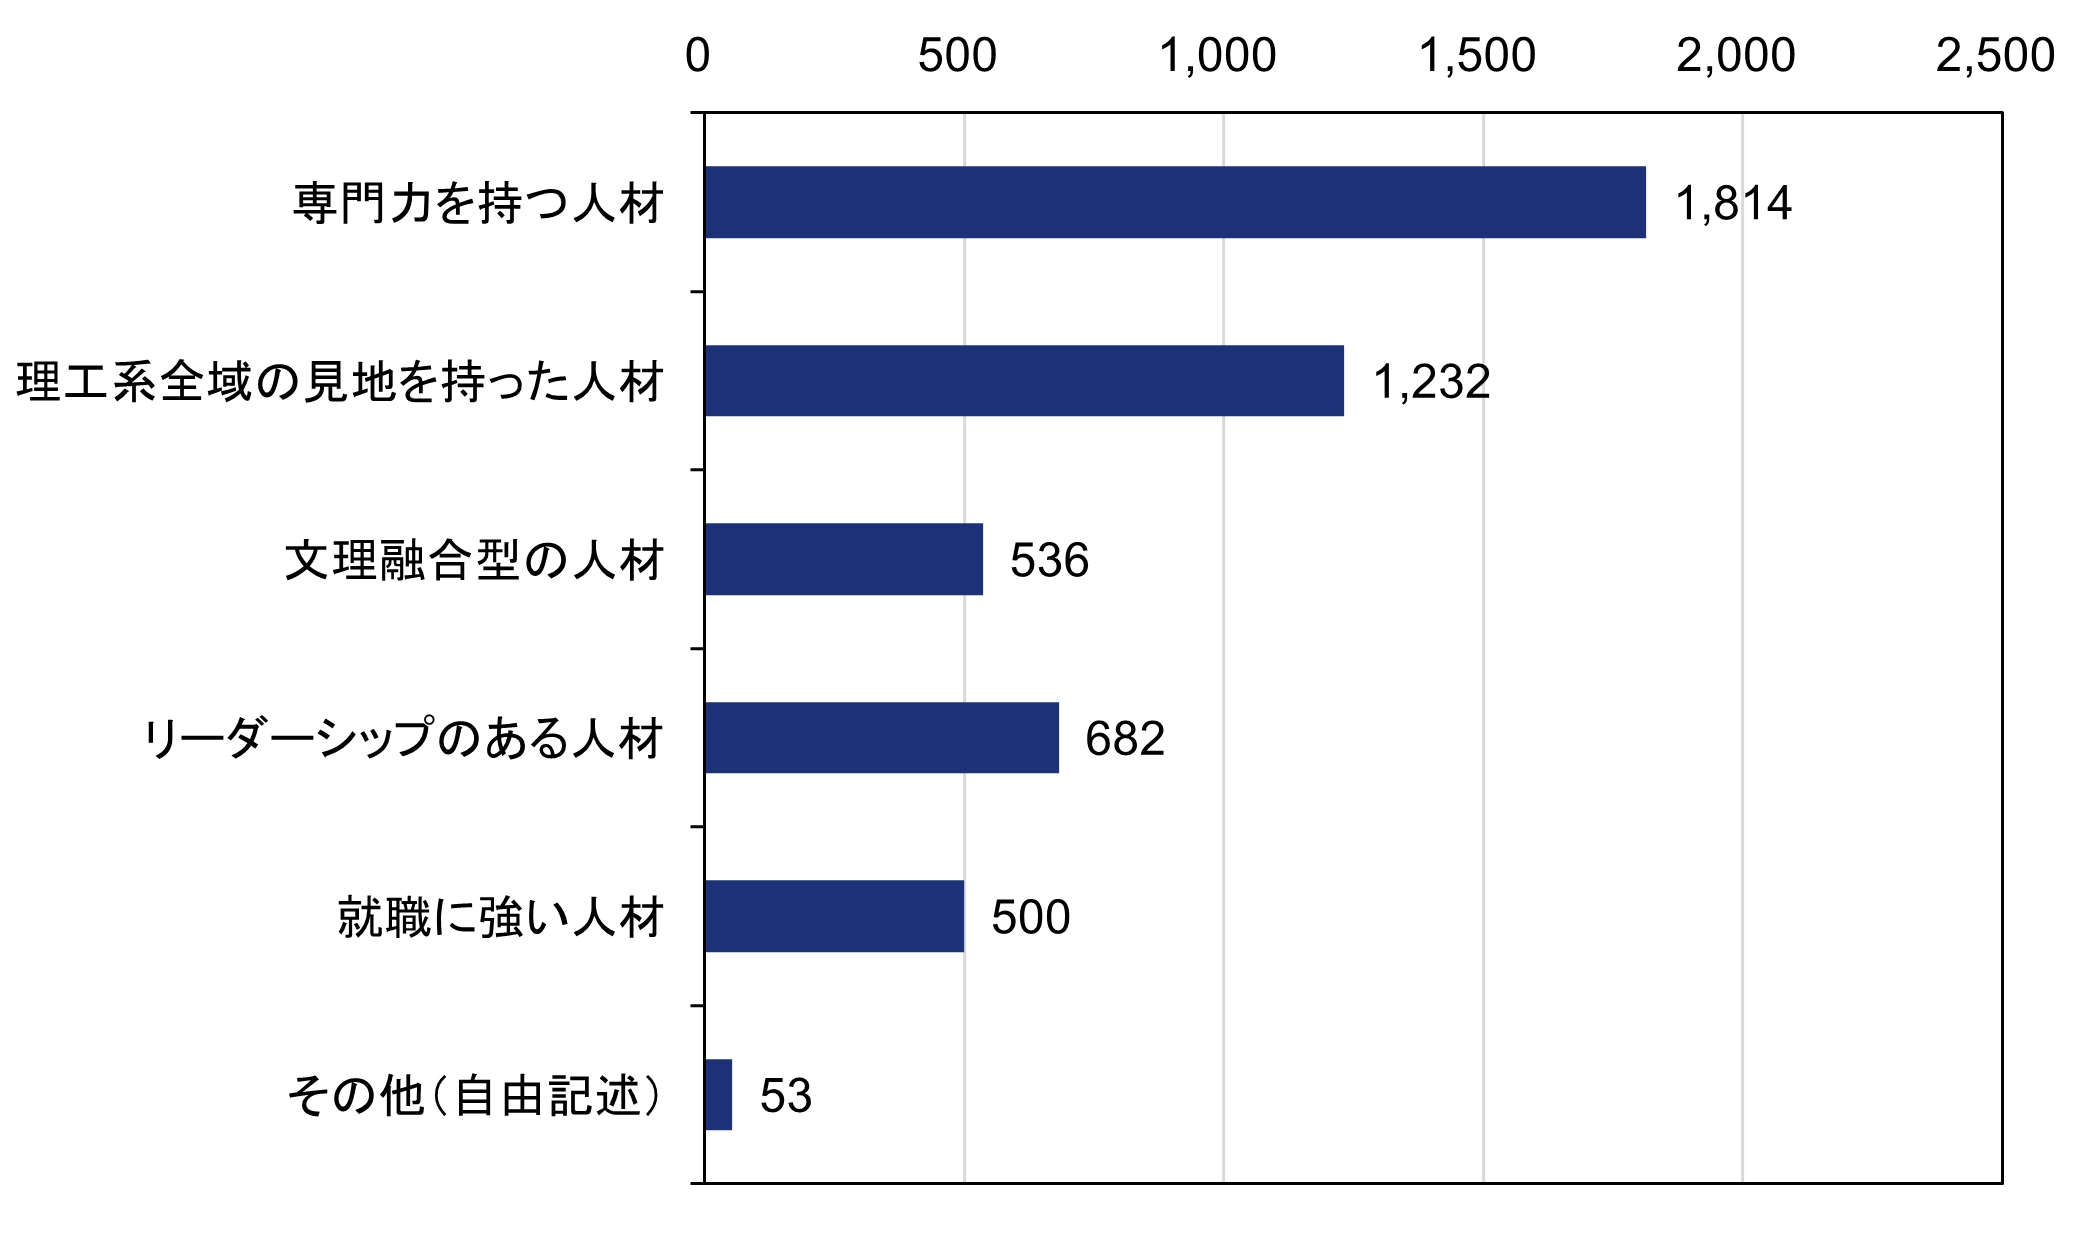 0 500 1,000 1,500 2,000 2,500
専門力を持つ人材 1,814
理工系全域の見地を持った人材 1,232
文理融合型の人材 536
リーダーシップのある人材 682
就職に強い人材 500
その他（自由記述） 53